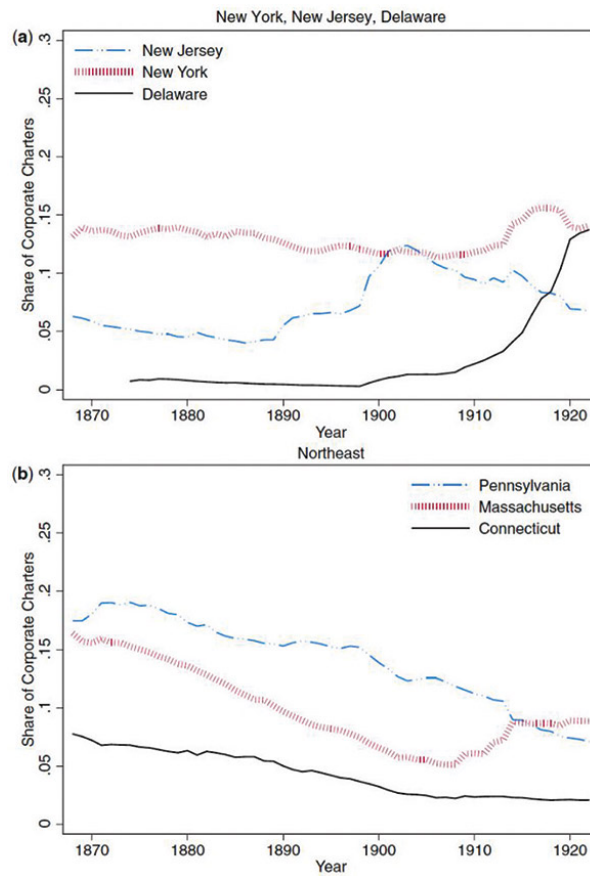 New York, New Jersey, Delaware
(a)
New Jersey
New York
Delaware
Share of Corporate Charters
.3
.25
.2
.15
.1
.05
0
1870 1880 1890 1900 1910 1920
Year
Northeast
(b)
Pennsylvania
Massachusetts
Connecticut
Share of Corporate Charters
.3
.25
.2
.15
.1
.05
0
1870 1880 1890 1900 1910 1920
Year